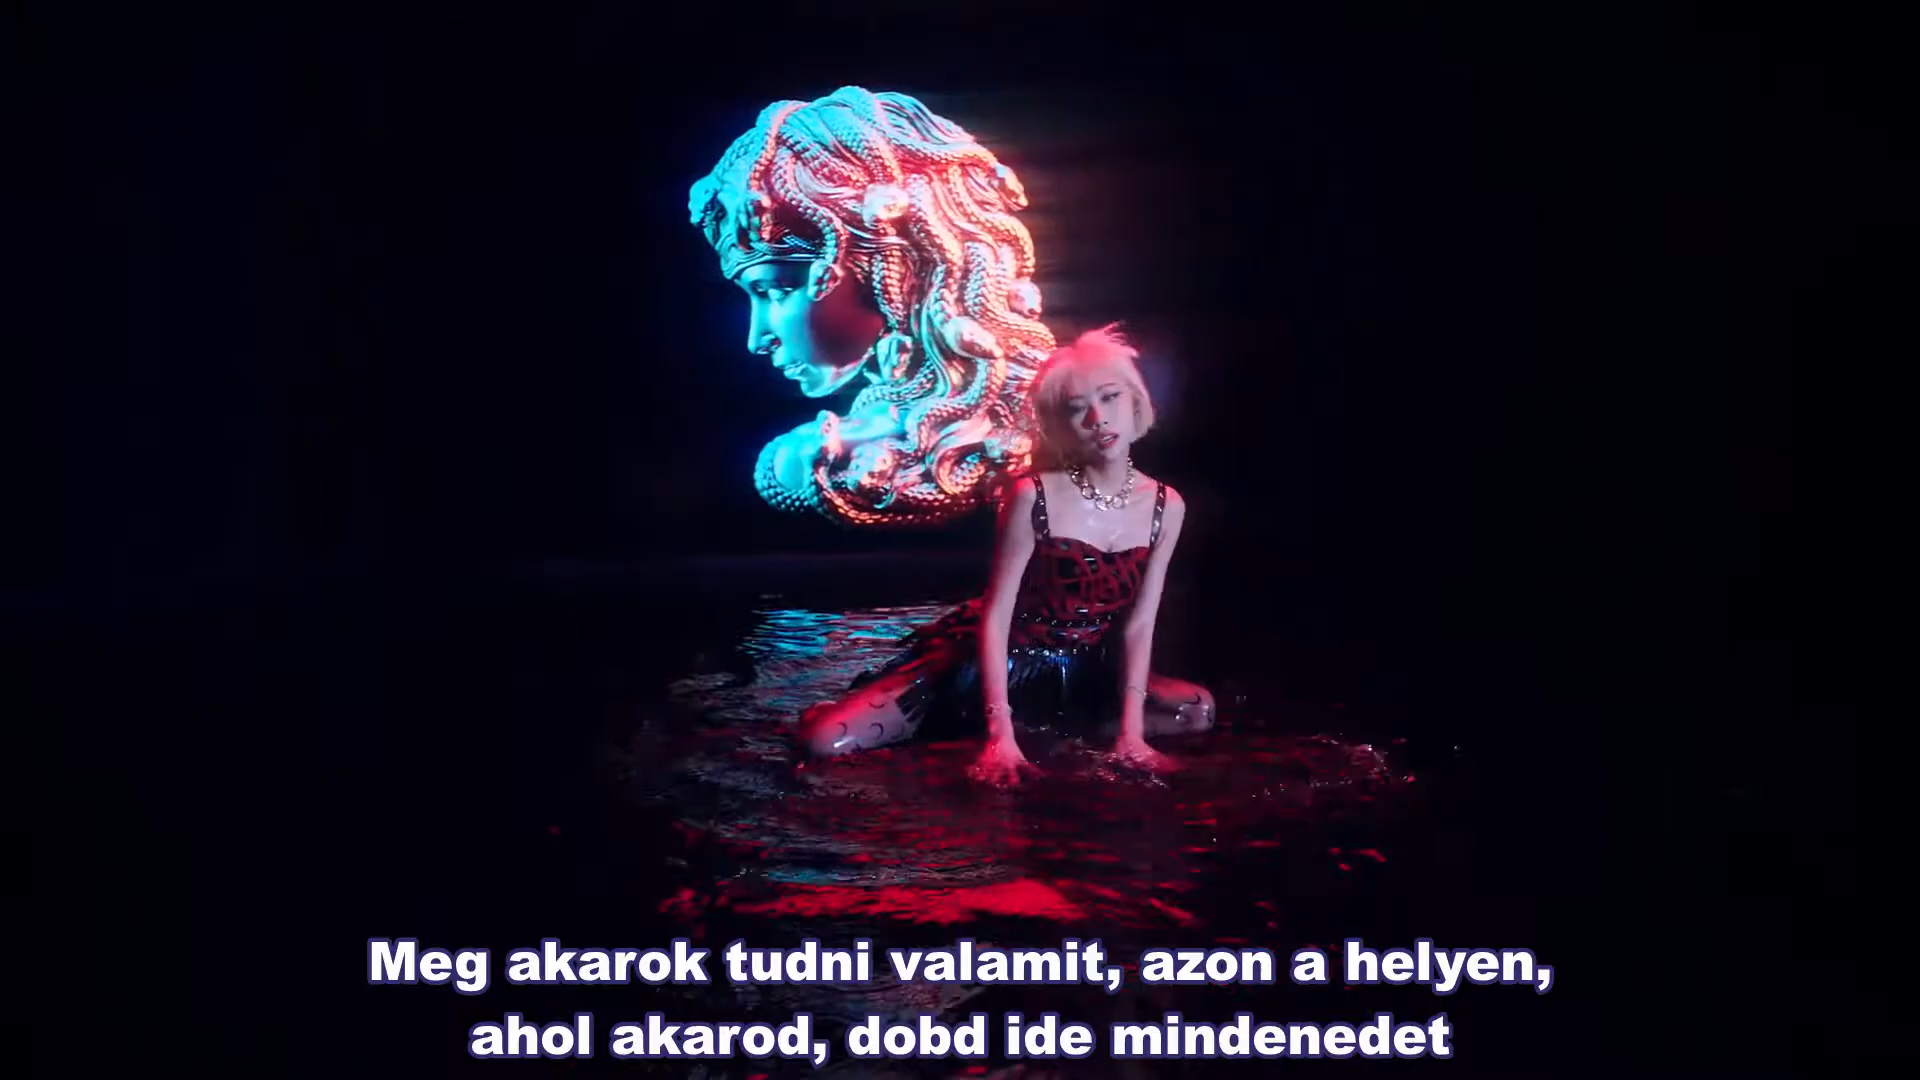 Meg akarok tudni valamit, azon a helyen,
ahol akarod, dobd ide mindenedet